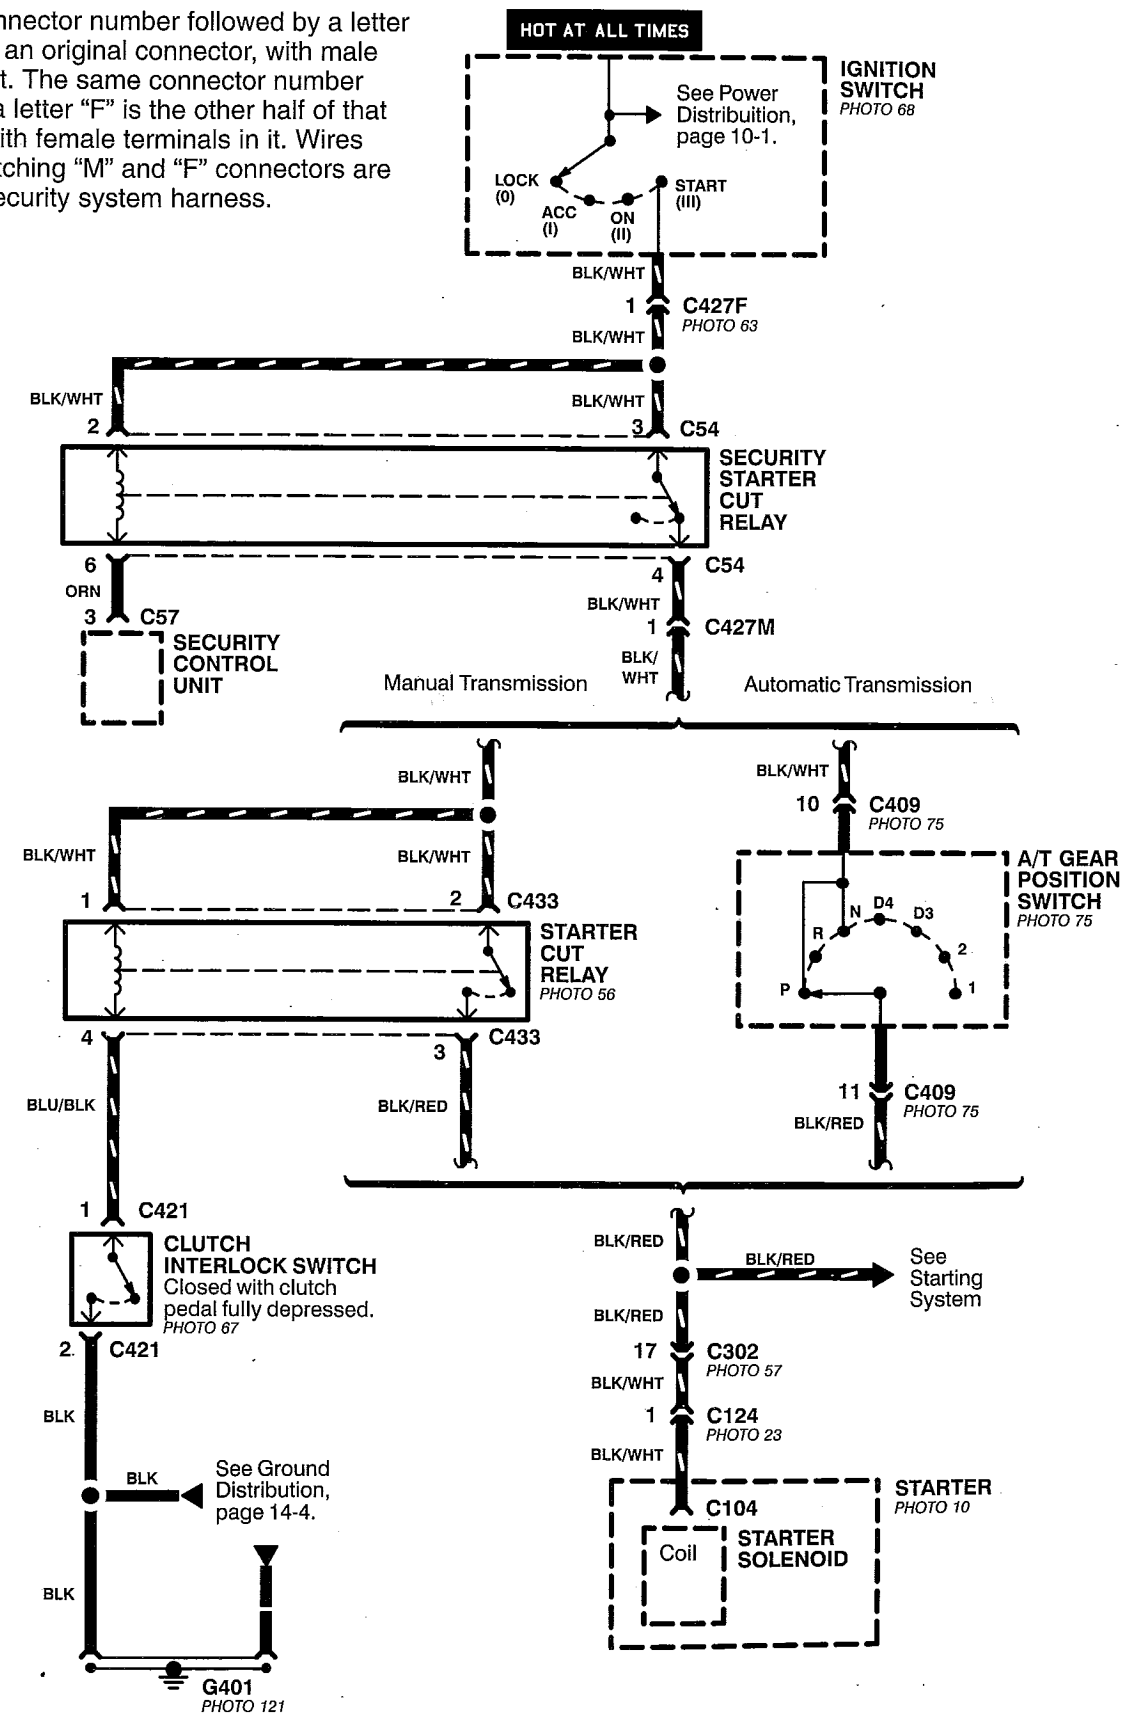 nnector number followed by a letter
an original connector, with male
t. The same connector number
a letter “F” is the other half of that
ith female terminals in it. Wires
tching “M” and “F” connectors are
ecurity system harness.
HOT AT ALL TIMES
IGNITION
SWITCH
PHOTO 68
See Power
Distribuition,
page 10-1.
LOCK
(0)
ACC
(I)
ON
(II)
START
(III)
BLK/WHT
1
C427F
PHOTO 63
BLK/WHT
BLK/WHT
BLK/WHT
2
3
C54
SECURITY
STARTER
CUT
RELAY
6
C54
4
ORN
BLK/WHT
3
C57
1
C427M
SECURITY
CONTROL
UNIT
BLK/
WHT
Manual Transmission
Automatic Transmission
BLK/WHT
BLK/WHT
10
C409
PHOTO 75
BLK/WHT
BLK/WHT
1
2
C433
A/T GEAR
POSITION
SWITCH
PHOTO 75
P
R
N
D4
D3
2
1
STARTER
CUT
RELAY
PHOTO 56
4
C433
3
BLU/BLK
BLK/RED
11
C409
PHOTO 75
BLK/RED
1
C421
CLUTCH
INTERLOCK SWITCH
Closed with clutch
pedal fully depressed.
PHOTO 67
2.
C421
BLK/RED
BLK/RED
See
Starting
System
BLK/RED
17
C302
PHOTO 57
BLK/WHT
1
C124
PHOTO 23
BLK/WHT
BLK
BLK
See Ground
Distribution,
page 14-4.
C104
STARTER
PHOTO 10
Coil
STARTER
SOLENOID
BLK
G401
PHOTO 121